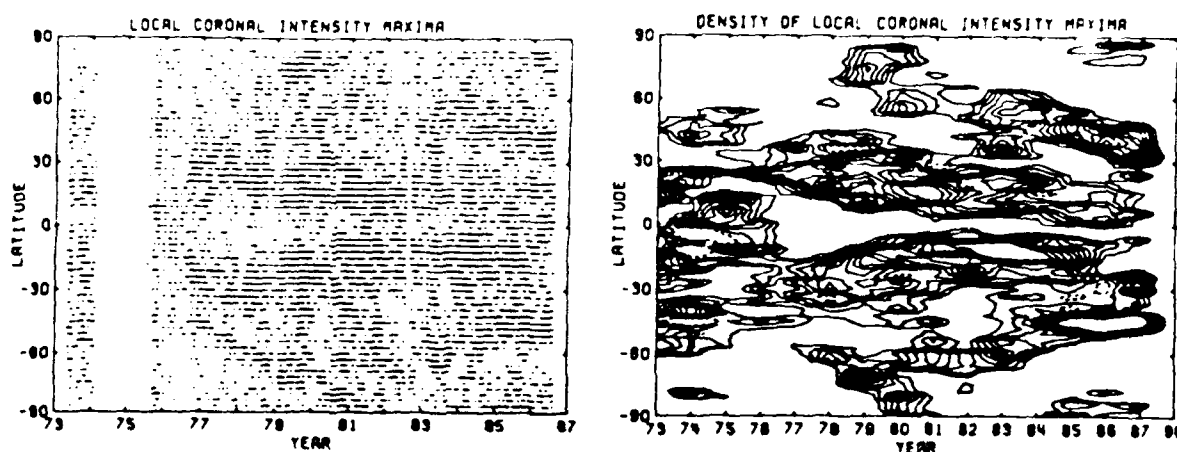 LOCAL CORONAL INTENSITY MAXIMA
90
60
30
0
-30
-60
-90
LATITUDE
73 75 77 79 81 83 85 87
YEAR
DENSITY OF LOCAL CORONAL INTENSITY MAXIMA
90
60
30
0
-30
-60
-90
LATITUDE
73 74 75 76 77 78 79 80 81 82 83 84 85 86 87 88
YEAR